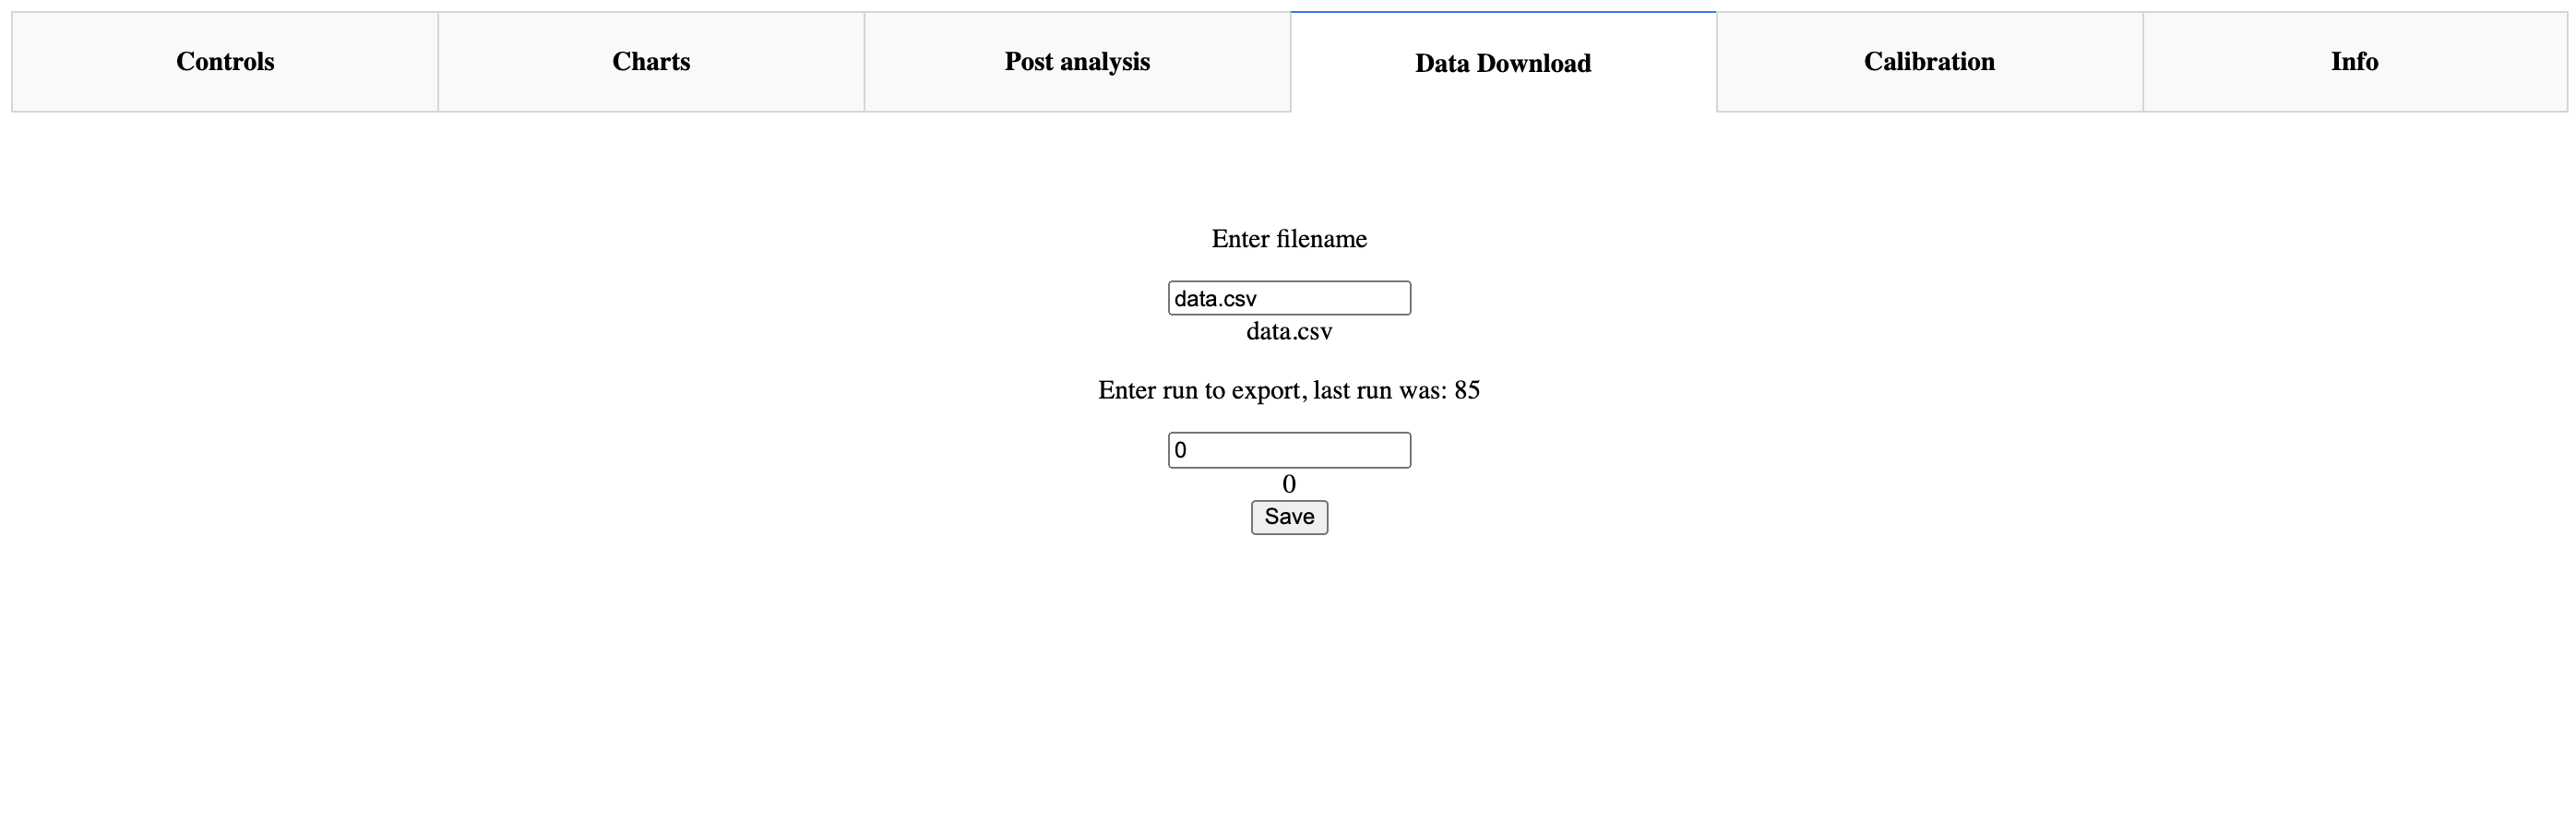 Controls
Charts
Post analysis
Data Download
Calibration
Info
Enter filename
data.csv
data.csv
Enter run to export, last run was: 85
0
0
Save